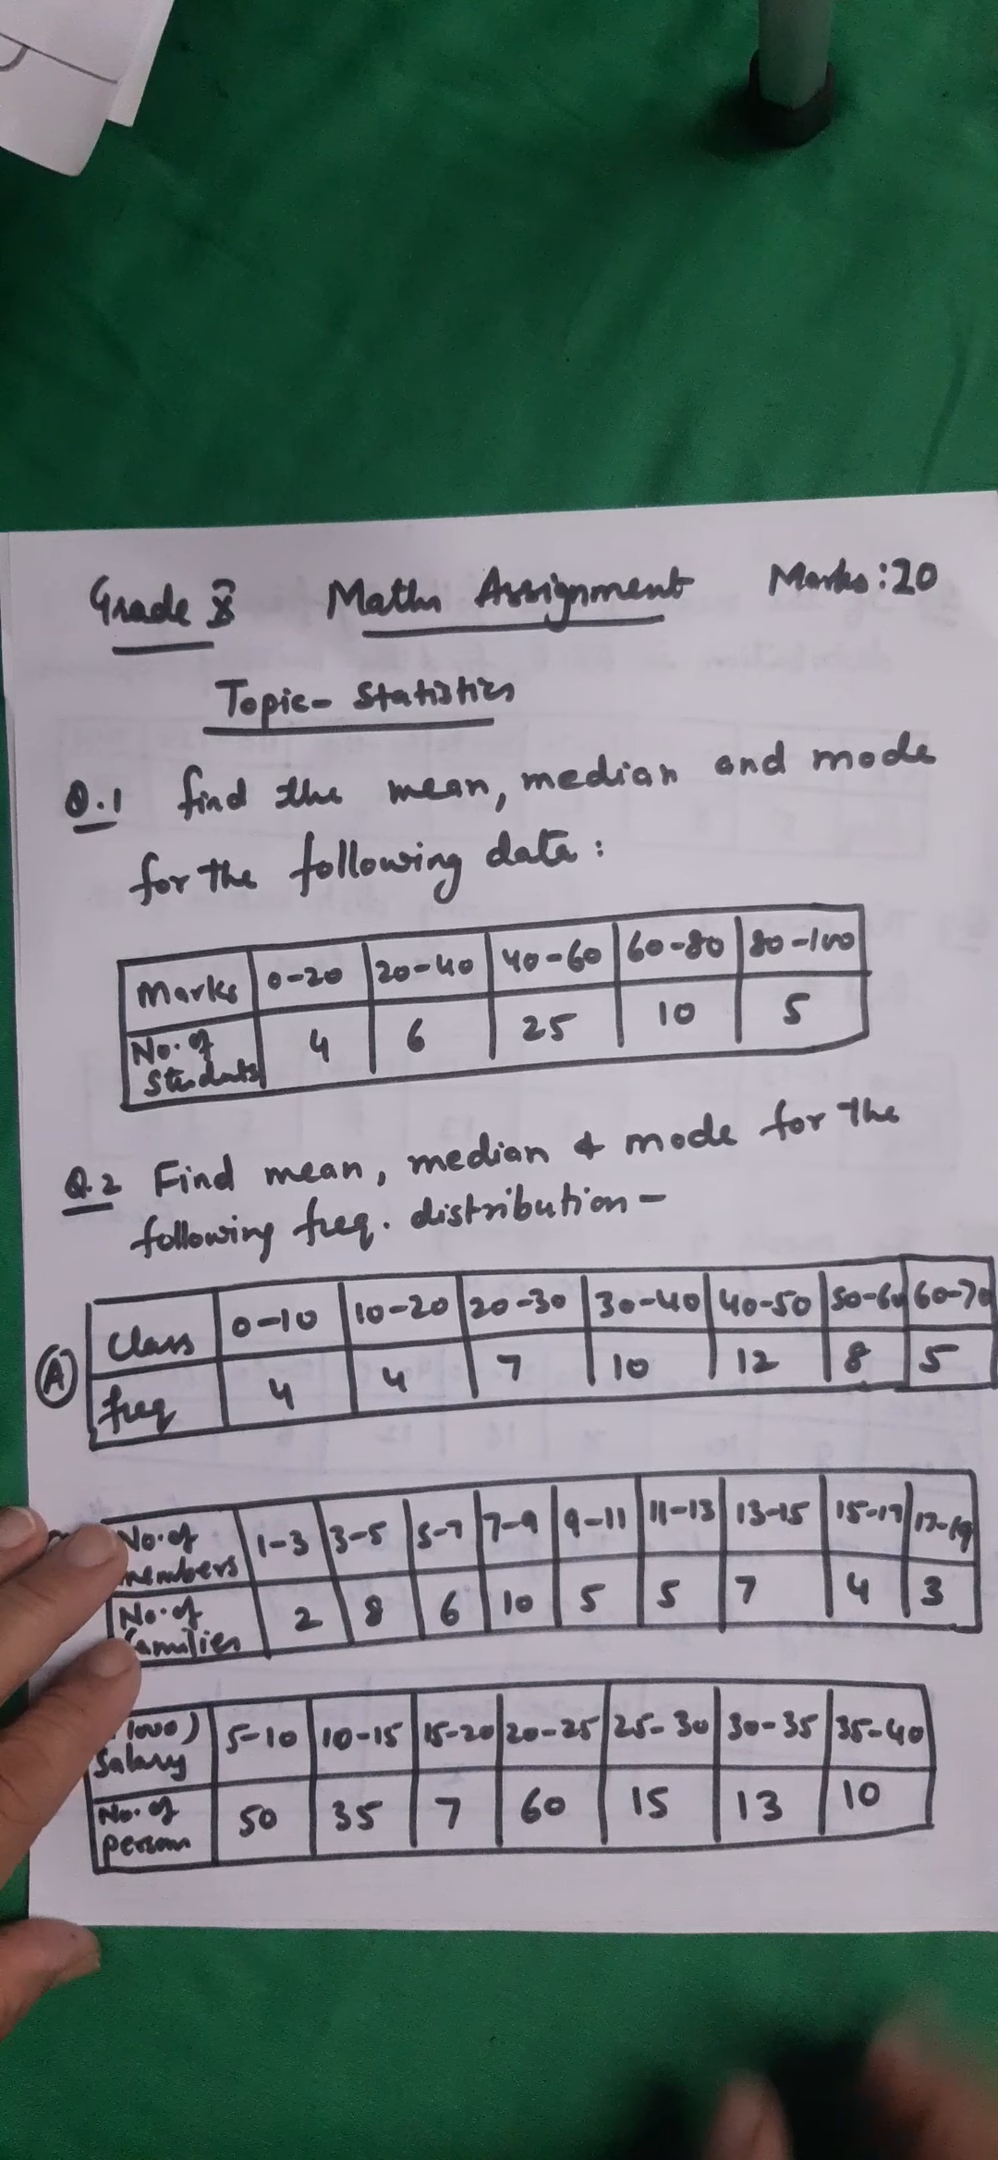 Grade X Maths Assignment Marks: 20
Topic- Statistics
Q.1 find the mean, median and mode
for the following data:
Marks 0-20 20-40 40-60 60-80 80-100
No. of Students 4 6 25 10 5
Q.2 Find mean, median & mode for the
following freq. distribution-
Class 0-10 10-20 20-30 30-40 40-50 50-60 60-70
(A) freq 4 4 7 10 12 8 5
No. of members 1-3 3-5 5-7 7-9 9-11 11-13 13-15 15-17 17-19
No. of families 2 8 6 10 5 5 7 4 3
1000) Salary 5-10 10-15 15-20 20-25 25-30 30-35 35-40
No. of person 50 35 7 60 15 13 10